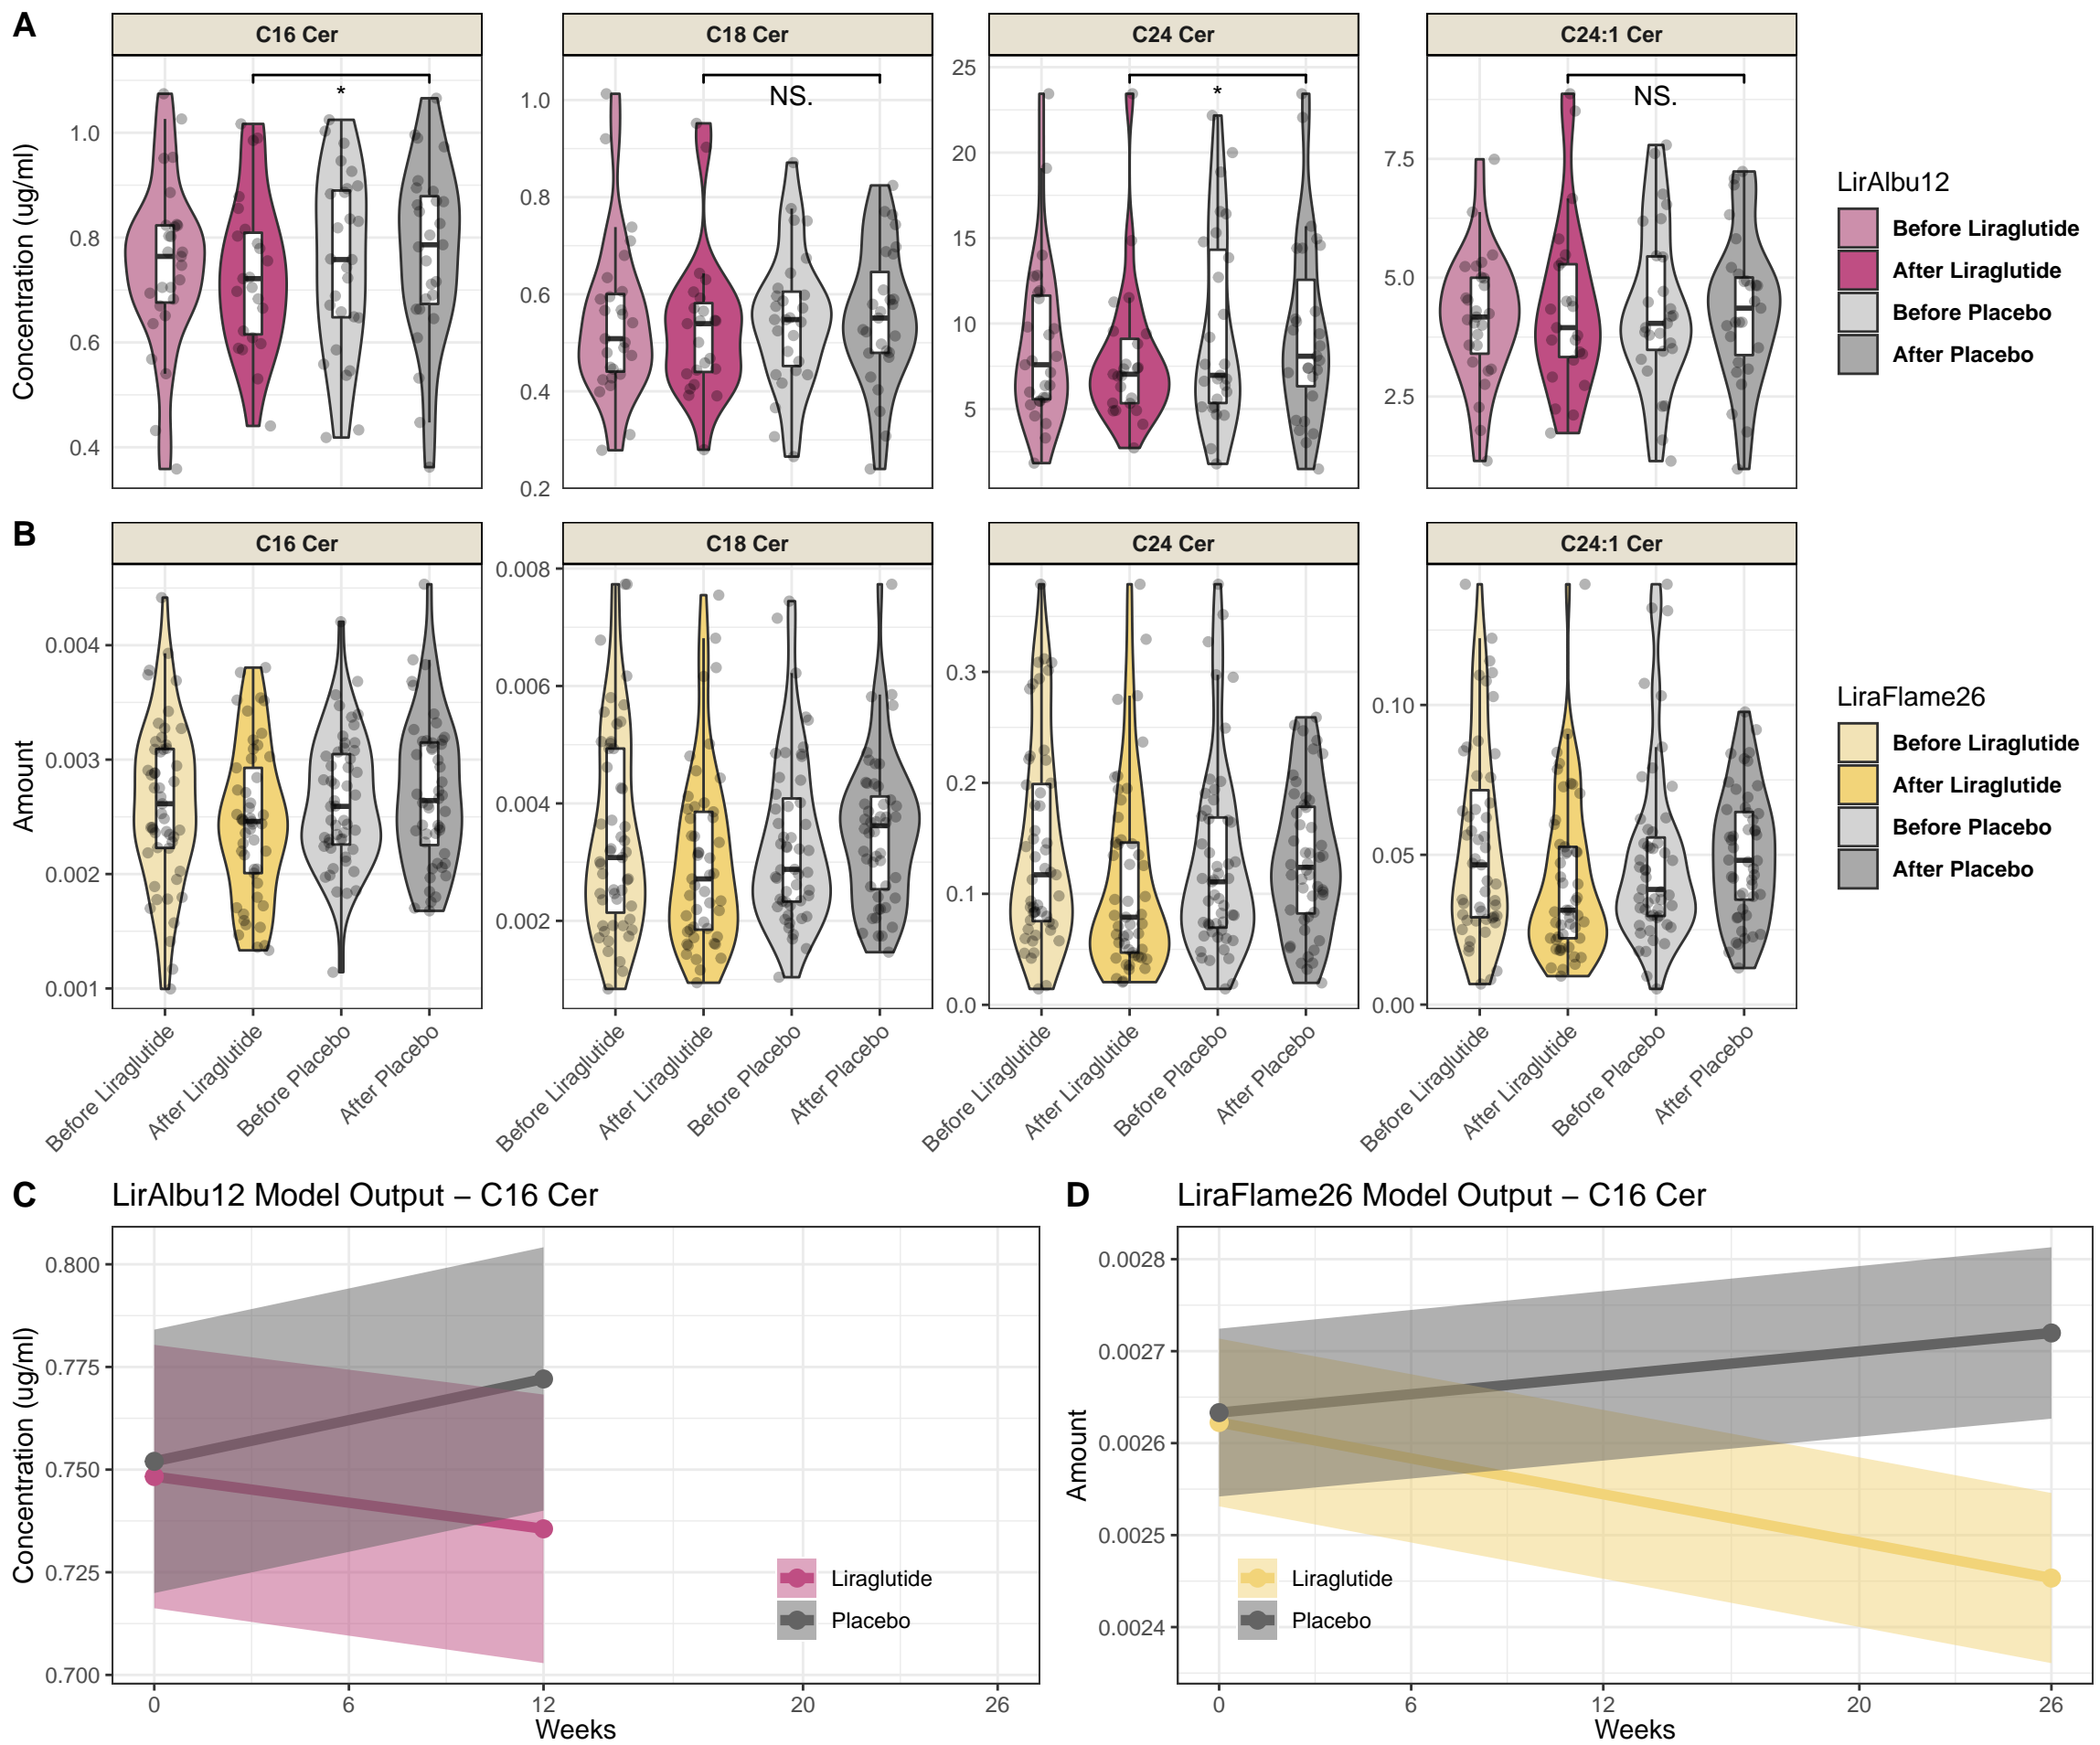 A
C16 Cer
C18 Cer
C24 Cer
C24:1 Cer
Concentration (ug/ml)
1.0
0.8
0.6
0.4
*
1.0
0.8
0.6
0.4
0.2
NS.
25
20
15
10
5
*
7.5
5.0
2.5
NS.
LirAlbu12
Before Liraglutide
After Liraglutide
Before Placebo
After Placebo
B
C16 Cer
C18 Cer
C24 Cer
C24:1 Cer
Amount
0.004
0.003
0.002
0.001
0.008
0.006
0.004
0.002
0.3
0.2
0.1
0.0
0.10
0.05
0.00
LiraFlame26
Before Liraglutide
After Liraglutide
Before Placebo
After Placebo
Before Liraglutide
After Liraglutide
Before Placebo
After Placebo
Before Liraglutide
After Liraglutide
Before Placebo
After Placebo
Before Liraglutide
After Liraglutide
Before Placebo
After Placebo
Before Liraglutide
After Liraglutide
Before Placebo
After Placebo
C
LirAlbu12 Model Output – C16 Cer
Concentration (ug/ml)
0.800
0.775
0.750
0.725
0.700
Liraglutide
Placebo
0
6
12
20
26
Weeks
D
LiraFlame26 Model Output – C16 Cer
Amount
0.0028
0.0027
0.0026
0.0025
0.0024
Liraglutide
Placebo
0
6
12
20
26
Weeks